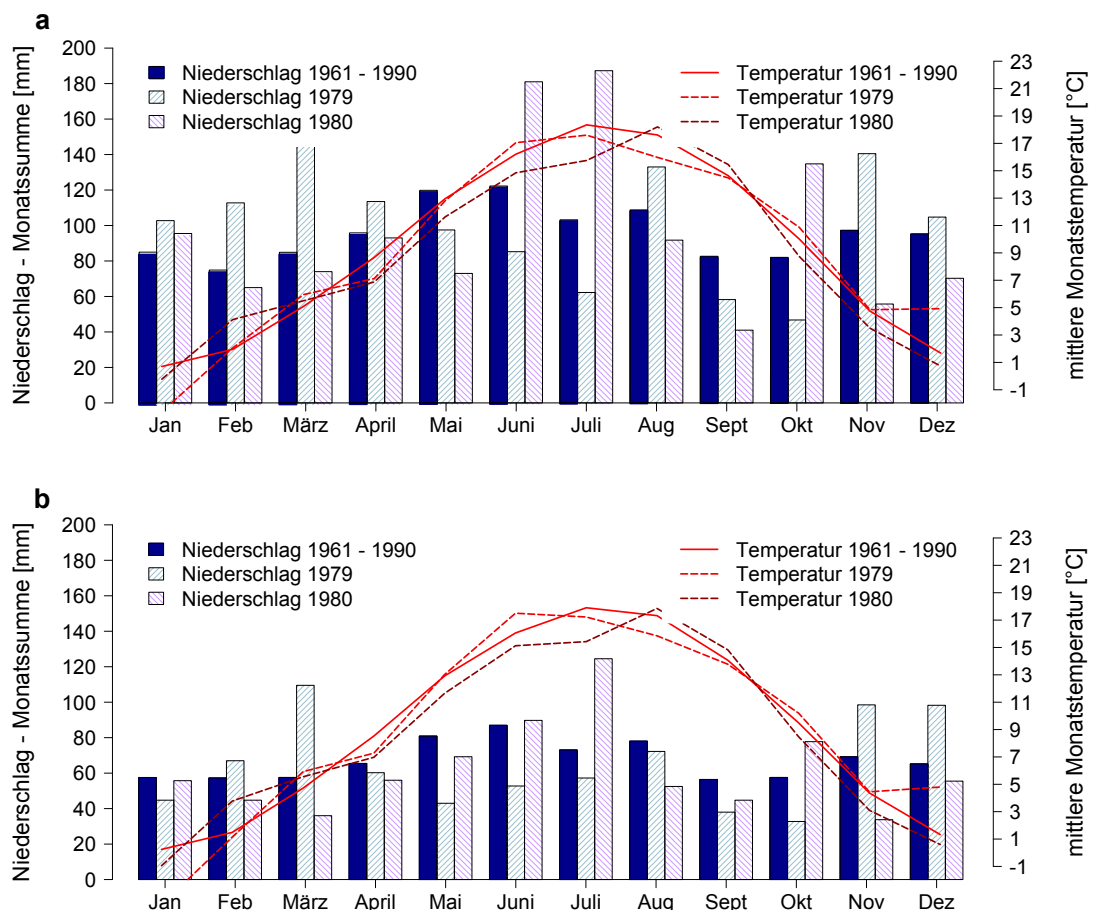 a
Niederschlag - Monatssumme [mm]
200
180
160
140
120
100
80
60
40
20
0
Niederschlag 1961 - 1990
Niederschlag 1979
Niederschlag 1980
Temperatur 1961 - 1990
Temperatur 1979
Temperatur 1980
23
21
19
17
15
13
11
9
7
5
3
1
-1
mittlere Monatstemperatur [°C]
Jan Feb März April Mai Juni Juli Aug Sept Okt Nov Dez
b
Niederschlag - Monatssumme [mm]
200
180
160
140
120
100
80
60
40
20
0
Niederschlag 1961 - 1990
Niederschlag 1979
Niederschlag 1980
Temperatur 1961 - 1990
Temperatur 1979
Temperatur 1980
23
21
19
17
15
13
11
9
7
5
3
1
-1
mittlere Moatstemperatur [°C]
Jan Feb März April Mai Juni Juli Aug Sept Okt Nov Dez